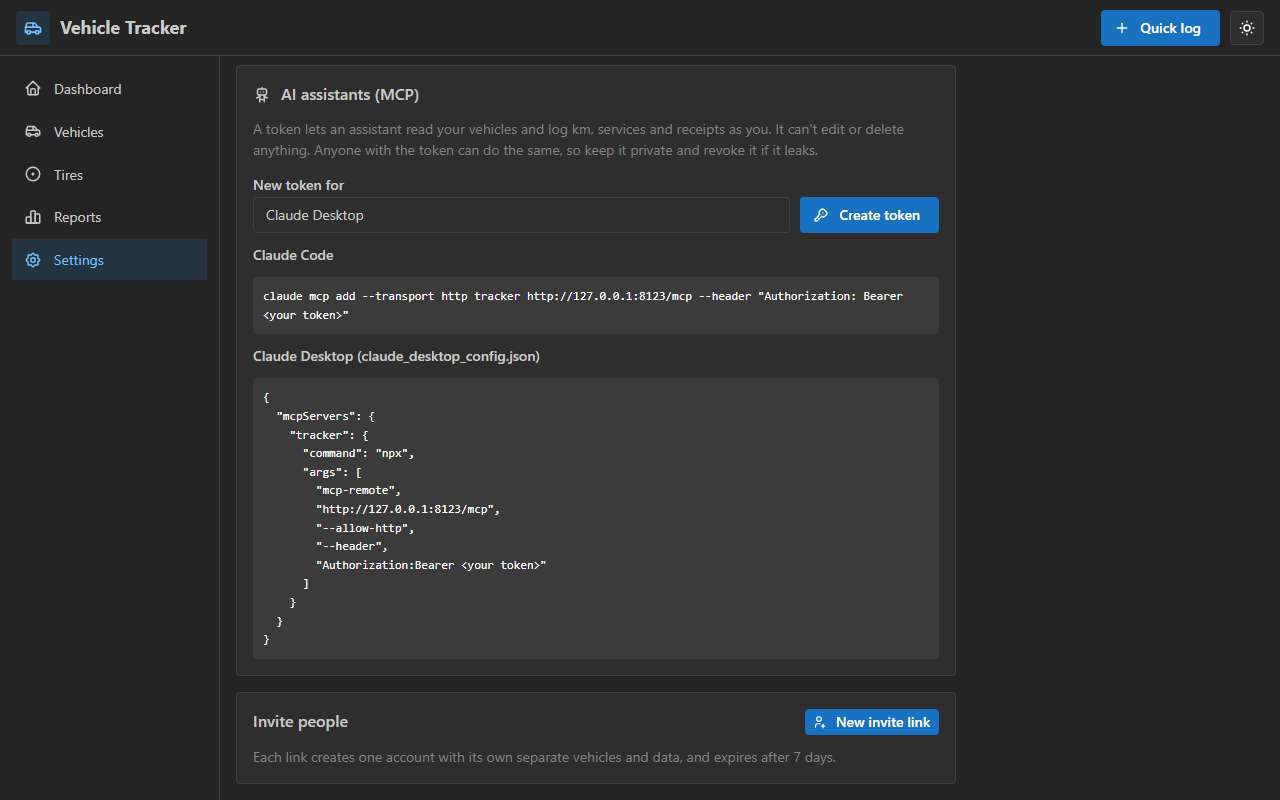 Vehicle Tracker
Quick log
Dashboard
Vehicles
Tires
Reports
Settings
AI assistants (MCP)
A token lets an assistant read your vehicles and log km, services and receipts as you. It can't edit or delete
anything. Anyone with the token can do the same, so keep it private and revoke it if it leaks.
New token for
Claude Desktop
Create token
Claude Code
claude mcp add --transport http tracker http://127.0.0.1:8123/mcp --header "Authorization: Bearer
<your token>"
Claude Desktop (claude_desktop_config.json)
{
  "mcpServers": {
    "tracker": {
      "command": "npx",
      "args": [
        "mcp-remote",
        "http://127.0.0.1:8123/mcp",
        "--allow-http",
        "--header",
        "Authorization:Bearer <your token>"
      ]
    }
  }
}
Invite people
New invite link
Each link creates one account with its own separate vehicles and data, and expires after 7 days.